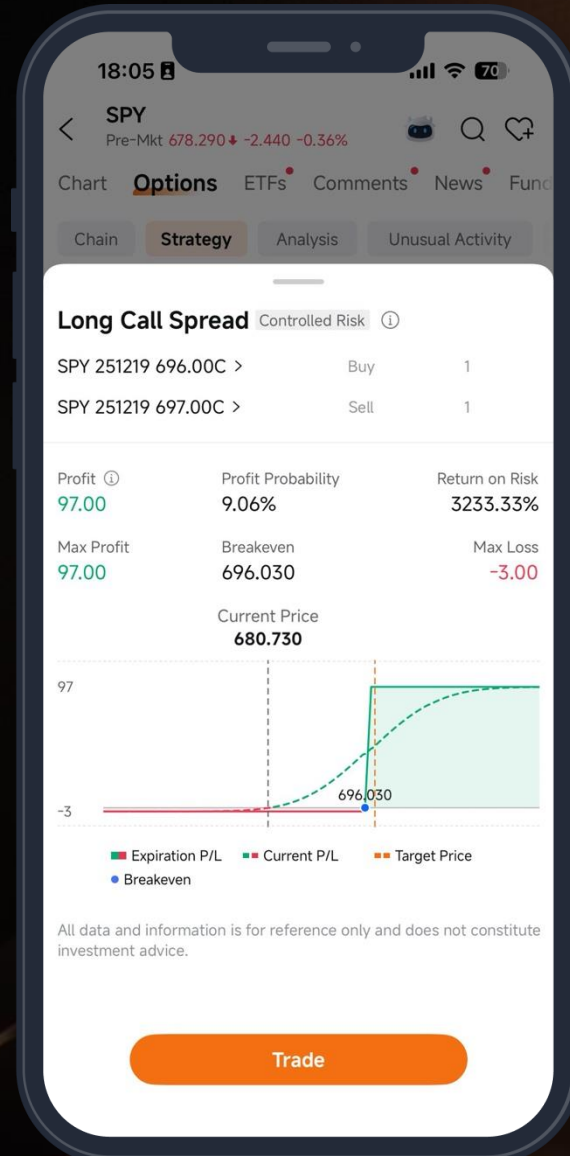 18:05
70
SPY
Pre-Mkt 678.290 -2.440 -0.36%
Chart Options ETFs Comments News Fund
Chain Strategy Analysis Unusual Activity
Long Call Spread Controlled Risk
SPY 251219 696.00C > Buy 1
SPY 251219 697.00C > Sell 1
Profit Profit Probability Return on Risk
97.00 9.06% 3233.33%
Max Profit Breakeven Max Loss
97.00 696.030 -3.00
Current Price
680.730
97
696.030
-3
Expiration P/L Current P/L Target Price
Breakeven
All data and information is for reference only and does not constitute
investment advice.
Trade